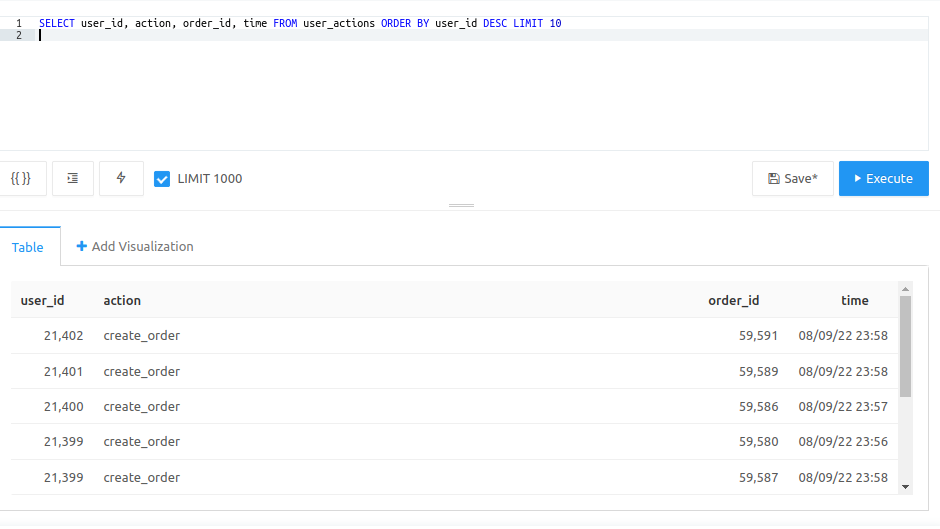 1 SELECT user_id, action, order_id, time FROM user_actions ORDER BY user_id DESC LIMIT 10
2
{{ }} LIMIT 1000 Save* Execute
Table + Add Visualization
user_id action order_id time
21,402 create_order 59,591 08/09/22 23:58
21,401 create_order 59,589 08/09/22 23:58
21,400 create_order 59,586 08/09/22 23:57
21,399 create_order 59,580 08/09/22 23:56
21,399 create_order 59,587 08/09/22 23:58